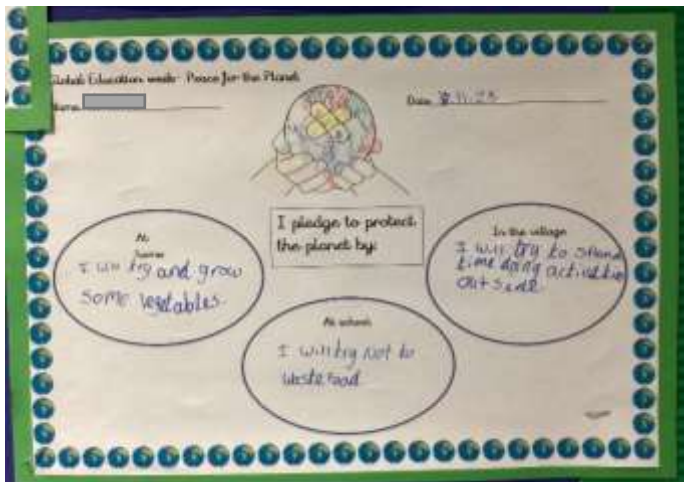 Global Education week - Peace for the Planet
Name
Date 11.23
I pledge to protect
the planet by:
At
home
I will try and grow
some vegetables.
In the village
I will try to spend
time doing activities
outside
At school
I will try not to
waste food